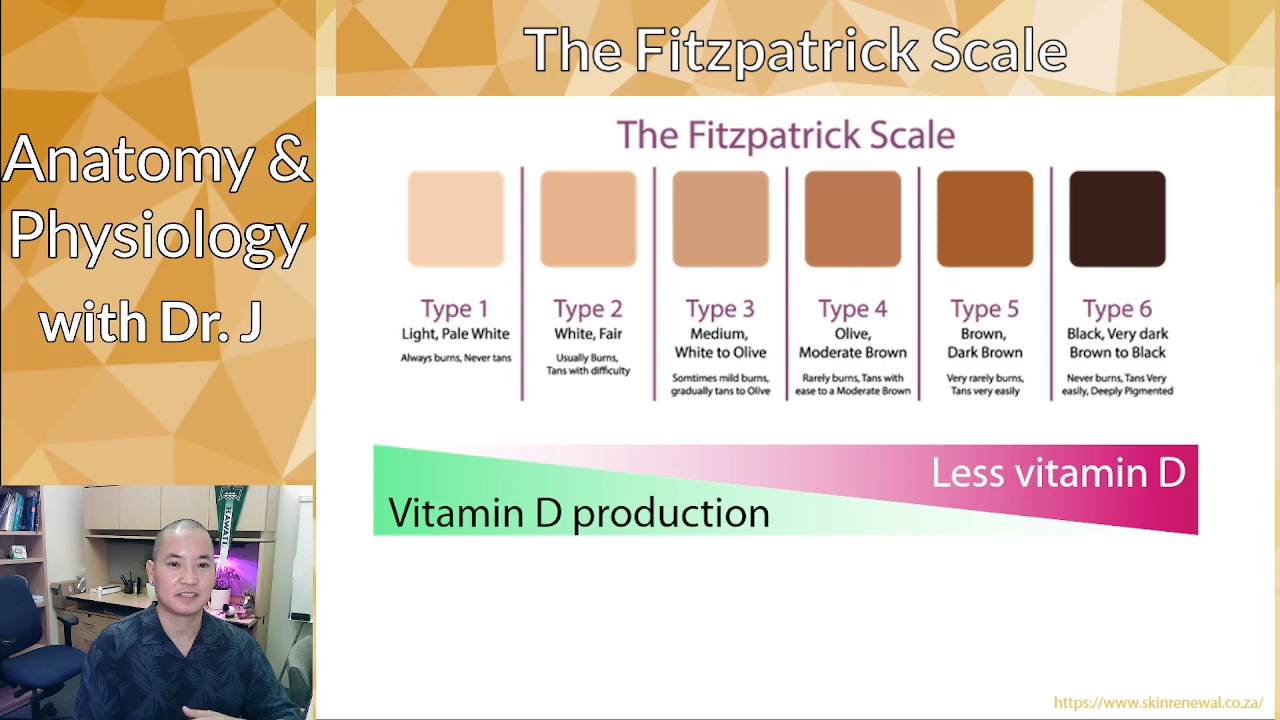 Anatomy &
Physiology
with Dr. J
The Fitzpatrick Scale
The Fitzpatrick Scale
Type 1
Light, Pale White
Always burns, Never tans
Type 2
White, Fair
Usually Burns,
Tans with difficulty
Type 3
Medium,
White to Olive
Somtimes mild burns,
gradually tans to Olive
Type 4
Olive,
Moderate Brown
Rarely burns, Tans with
ease to a Moderate Brown
Type 5
Brown,
Dark Brown
Very rarely burns,
Tans very easily
Type 6
Black, Very dark
Brown to Black
Never burns, Tans Very
easily, Deeply Pigmented
Less vitamin D
Vitamin D production
HAWAII
https://www.skinrenewal.co.za/